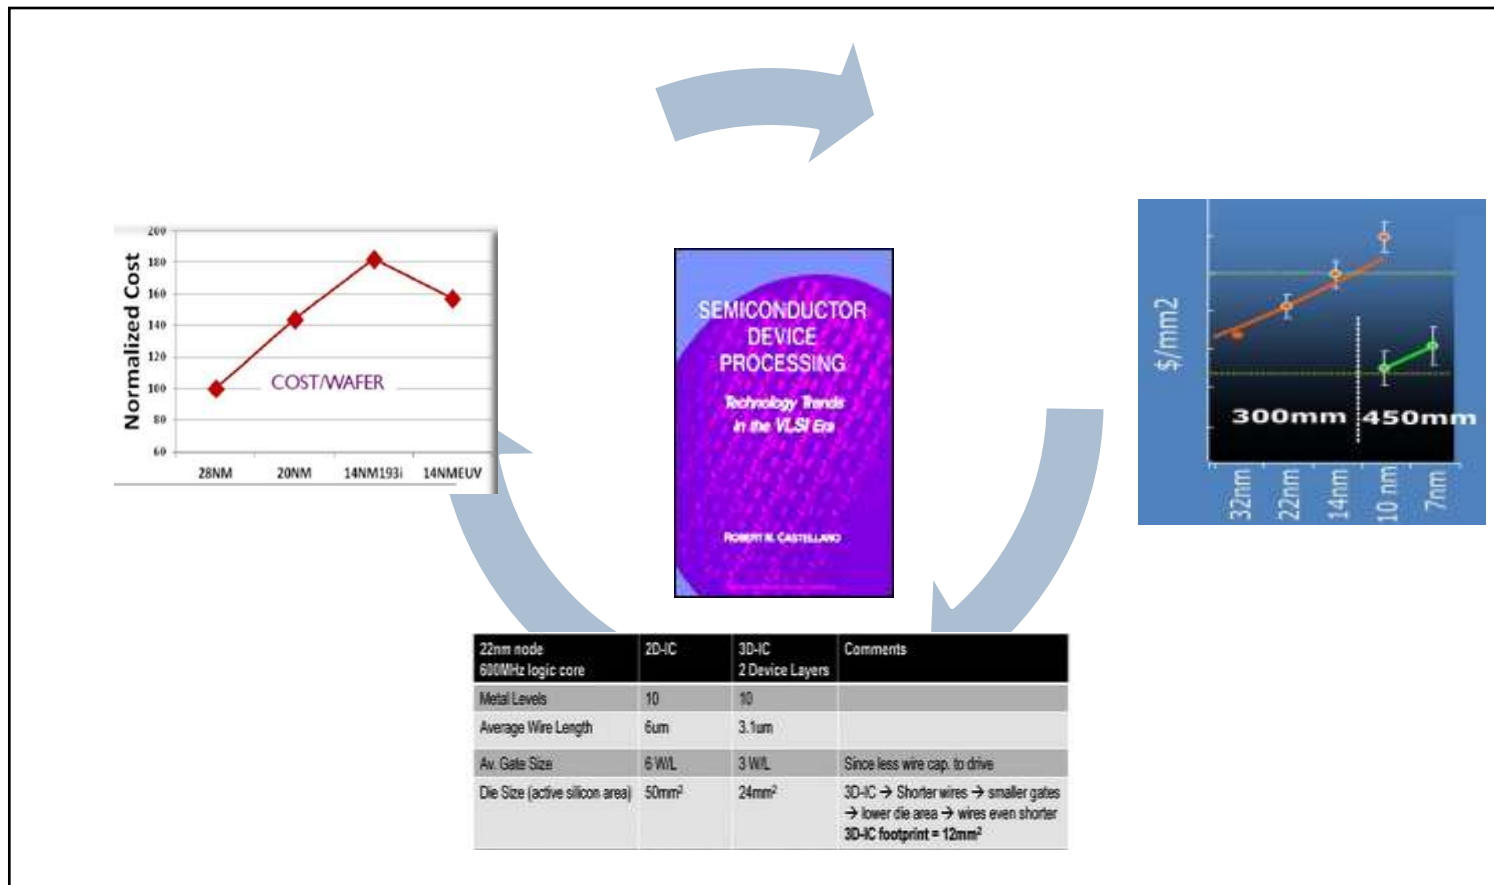 Normalized Cost
200
180
160
140
120
100
80
60
COST/WAFER
28NM 20NM 14NM193i 14NMEUV
SEMICONDUCTOR
DEVICE
PROCESSING
Technology Trends
in the VLSI Era
ROBERT N. CASTELLANO
$/mm2
300mm 450mm
32nm 22nm 14nm 10 nm 7nm
22nm node 2D-IC 3D-IC Comments
600MHz logic core 2 Device Layers
Metal Levels 10 10
Average Wire Length 6um 3.1um
Av. Gate Size 6 W/L 3 W/L Since less wire cap. to drive
Die Size (active silicon area) 50mm² 24mm² 3D-IC → Shorter wires → smaller gates
→ lower die area → wires even shorter
3D-IC footprint = 12mm²